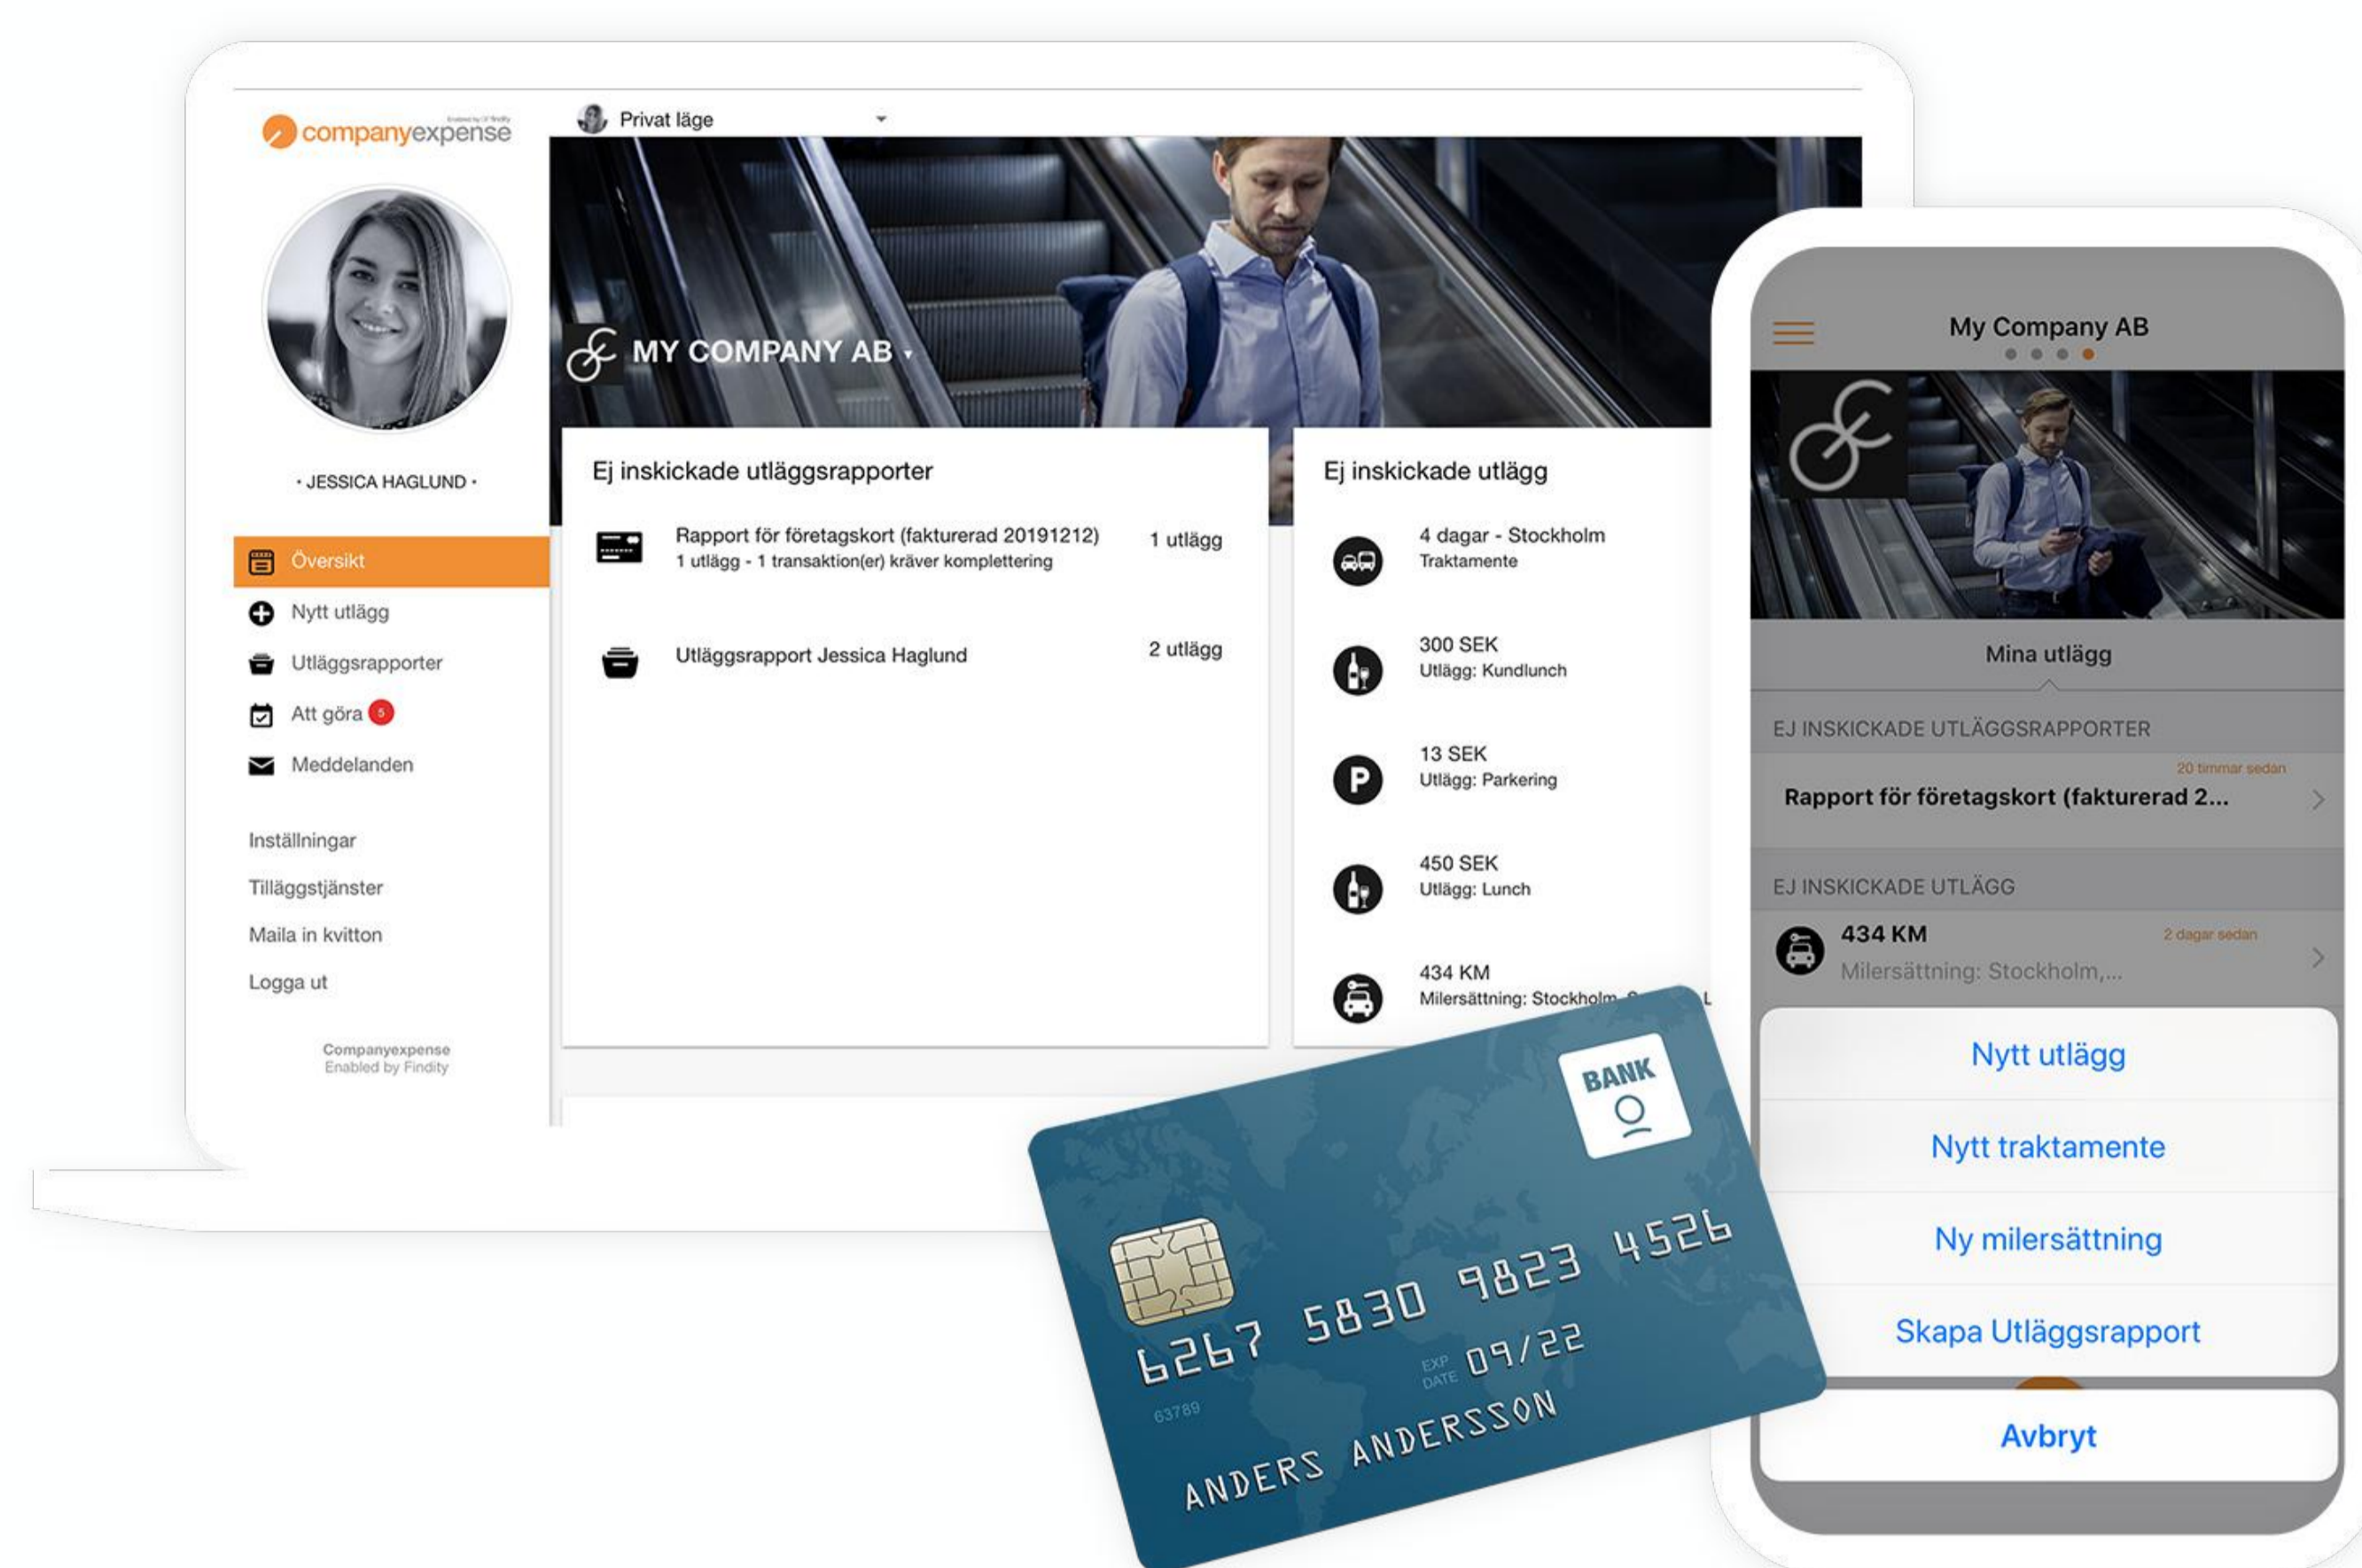 companyexpense
Enabled by Findity
Privat läge
MY COMPANY AB
JESSICA HAGLUND
Översikt
Nytt utlägg
Utläggsrapporter
Att göra 5
Meddelanden
Inställningar
Tilläggstjänster
Maila in kvitton
Logga ut
Companyexpense
Enabled by Findity
Ej inskickade utläggsrapporter
Rapport för företagskort (fakturerad 20191212) 1 utlägg
1 utlägg - 1 transaktion(er) kräver komplettering
Utläggsrapport Jessica Haglund 2 utlägg
Ej inskickade utlägg
4 dagar - Stockholm
Traktamente
300 SEK
Utlägg: Kundlunch
P
13 SEK
Utlägg: Parkering
450 SEK
Utlägg: Lunch
434 KM
Milersättning: Stockholm,
BANK
6267 5830 9823 4526
EXP
DATE 09/22
63789
ANDERS ANDERSSON
My Company AB
Mina utlägg
EJ INSKICKADE UTLÄGGSRAPPORTER
20 timmar sedan
Rapport för företagskort (fakturerad 2...
EJ INSKICKADE UTLÄGG
434 KM 2 dagar sedan
Milersättning: Stockholm,...
Nytt utlägg
Nytt traktamente
Ny milersättning
Skapa Utläggsrapport
Avbryt